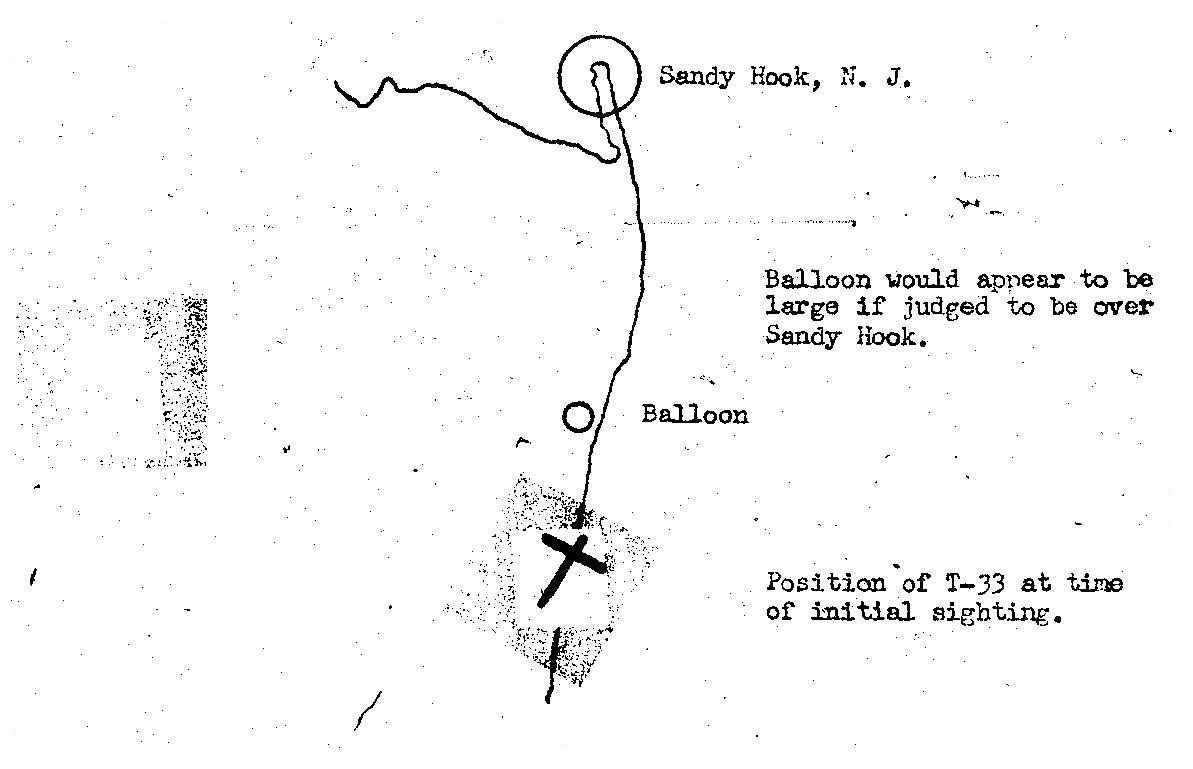 Sandy Hook, N. J.
Balloon would appear to be
large if judged to be over
Sandy Hook.
Balloon
Position of T-33 at time
of initial sighting.